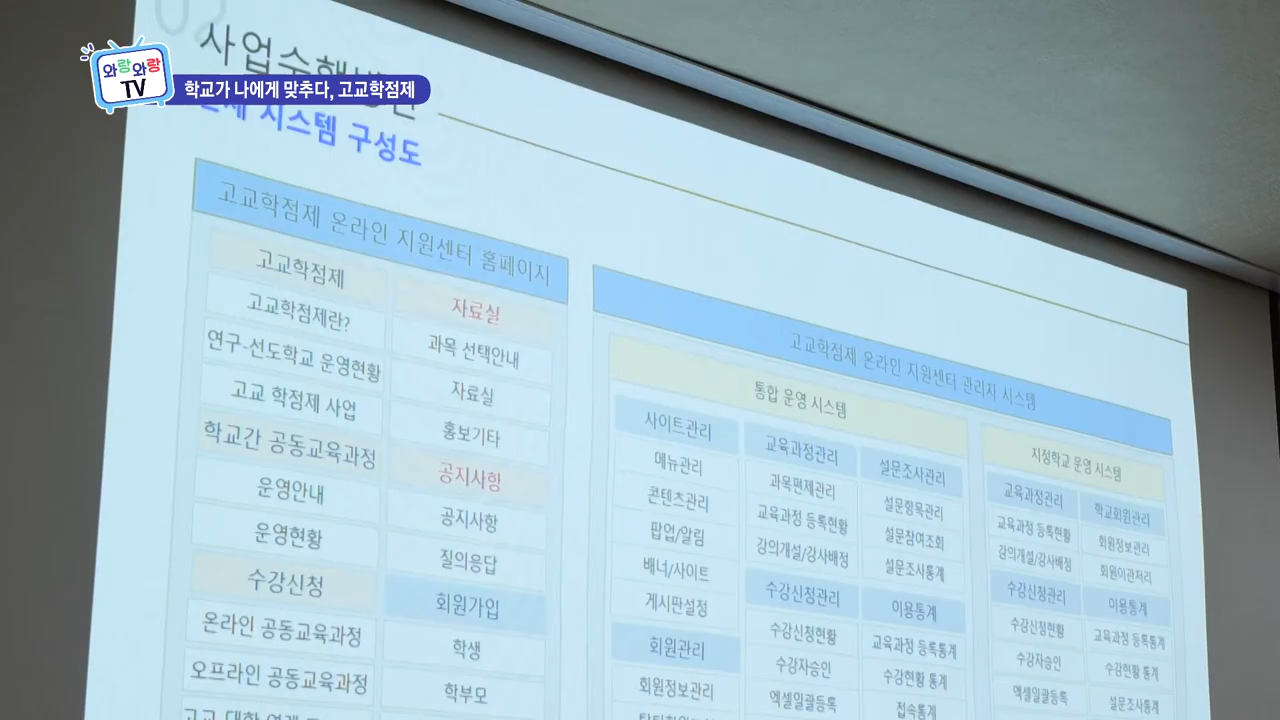 02
와랑와랑
TV
학교가 나에게 맞추다, 고교학점제
사업수행방안
시스템 구성도
고교학점제 온라인 지원센터 홈페이지
고교학점제
고교학점제란?
연구-선도학교 운영현황
고교 학점제 사업
학교간 공동교육과정
운영안내
운영현황
수강신청
온라인 공동교육과정
오프라인 공동교육과정
자료실
과목 선택안내
자료실
홍보기타
공지사항
공지사항
질의응답
회원가입
학생
학부모
고교학점제 온라인 지원센터 관리자 시스템
통합 운영 시스템
사이트관리
메뉴관리
콘텐츠관리
팝업/알림
배너/사이트
게시판설정
회원관리
회원정보관리
교육과정관리
과목편제관리
교육과정 등록현황
강의개설/강사배정
수강신청관리
수강신청현황
수강자승인
엑셀일괄등록
설문조사관리
설문항목관리
설문참여조회
설문조사통계
이용통계
교육과정 등록통계
수강현황 통계
접속통계
지정학교 운영 시스템
교육과정관리
교육과정 등록현황
강의개설/강사배정
수강신청관리
수강신청현황
수강자승인
엑셀일괄등록
학교회원관리
회원정보관리
회원이관처리
이용통계
교육과정 등록통계
수강현황 통계
설문조사통계